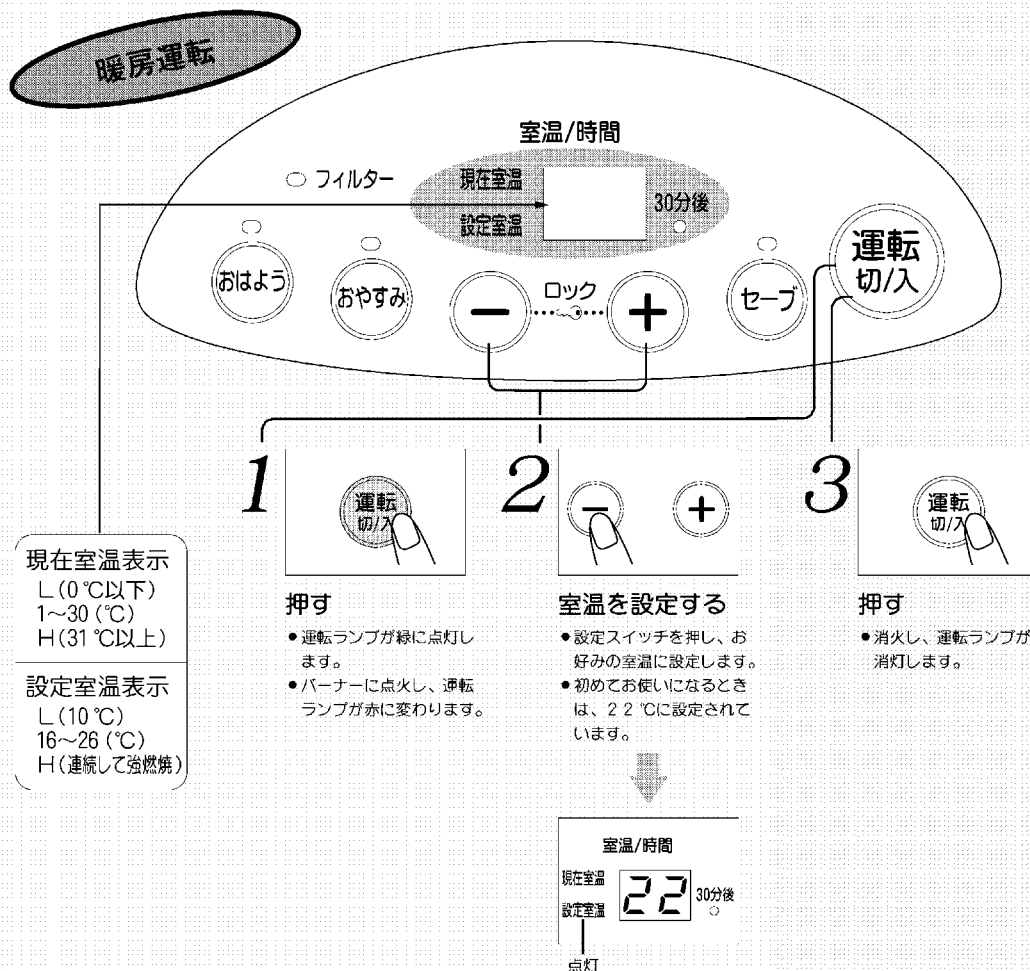 暖房運転
室温/時間
フィルター
現在室温
設定室温
30分後
おはよう
おやすみ
−
ロック
+
セーブ
運転
切/入
1
2
3
運転
切/入
−
+
運転
切/入
現在室温表示
L(0℃以下)
1~30(℃)
H(31℃以上)
設定室温表示
L(10℃)
16~26(℃)
H(連続して強燃焼)
押す
●運転ランプが緑に点灯し
ます。
●バーナーに点火し、運転
ランプが赤に変わります。
室温を設定する
●設定スイッチを押し、お
好みの室温に設定します。
●初めてお使いになるとき
は、22℃に設定されて
います。
押す
●消火し、運転ランプが
消灯します。
室温/時間
現在室温
設定室温
22
30分後
点灯